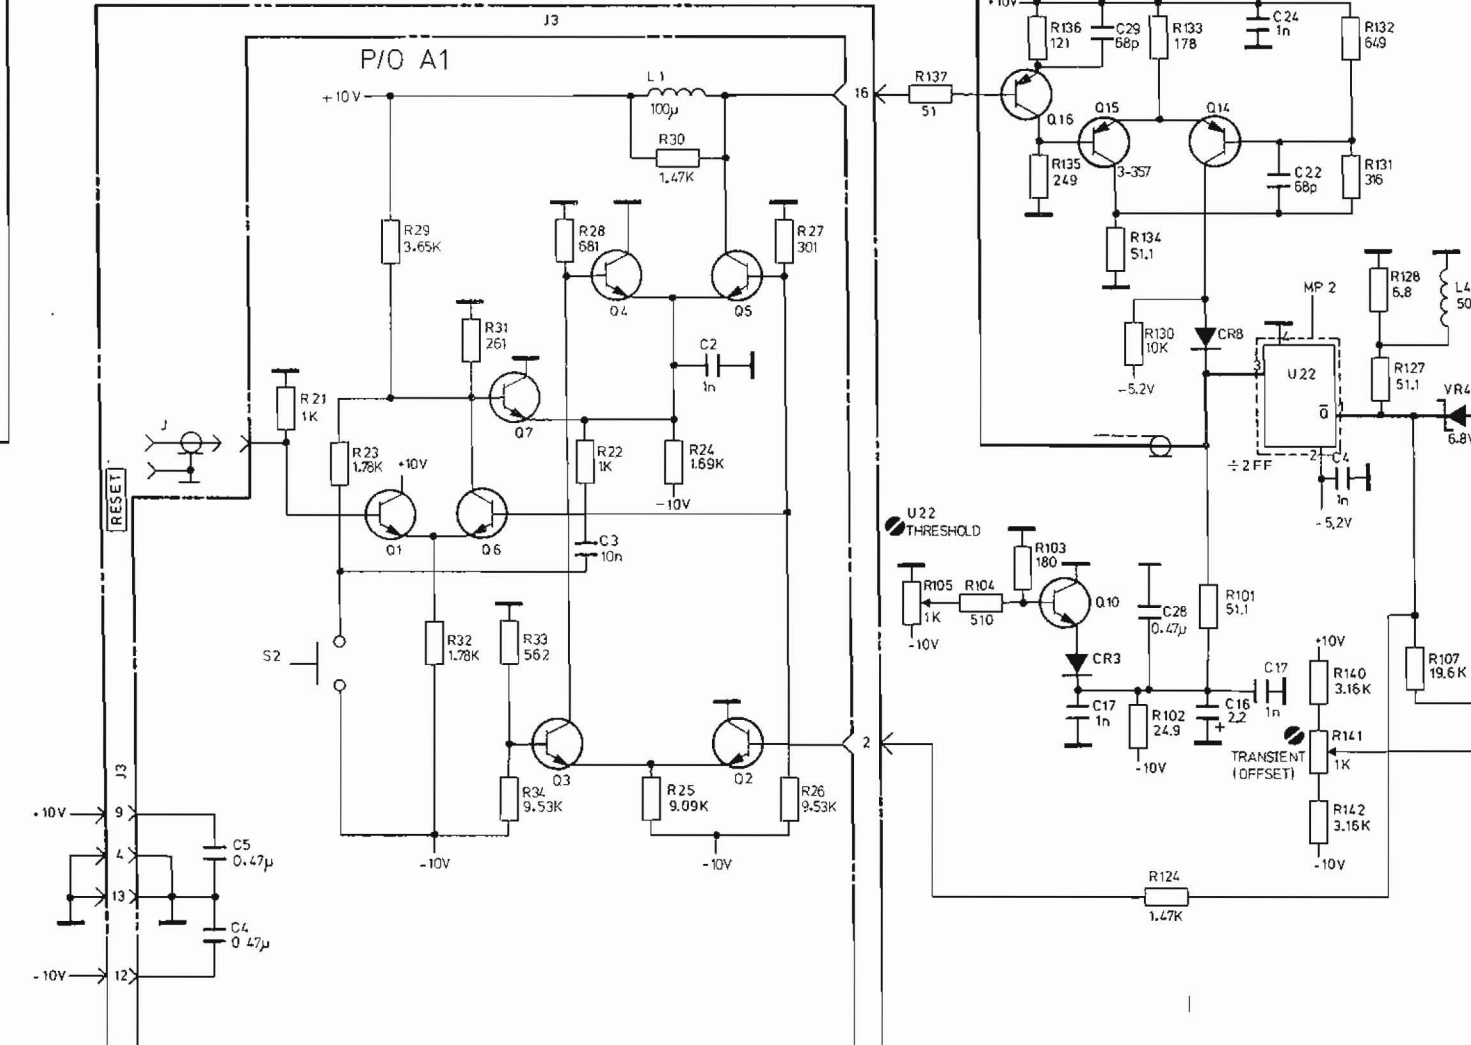 J3
P/O A1
+10V
L1
100µ
R30
1.47K
16
R137
51
+10V
R136
121
C29
68p
R133
178
C24
1n
R132
649
Q16
Q15
Q14
3-357
R135
249
C22
68p
R131
316
R134
51.1
R29
3.65K
R28
681
R27
301
Q4
Q5
R31
261
C2
1n
Q7
R130
10K
-5.2V
CR8
MP 2
4
3
U22
Q̅
2
÷2FF
R128
6.8
L4
50
R127
51.1
VR4
6.8V
C4
1n
-5,2V
R21
1K
J
R23
1.78K
+10V
R22
1K
R24
1.69K
-10V
RESET
Q1
Q6
C3
10n
U22
THRESHOLD
R103
180
R105
1K
-10V
R104
510
Q10
CR3
C28
0.47µ
R101
51.1
C17
1n
R102
24.9
-10V
C16
2.2
+
C17
1n
+10V
R140
3.16K
R107
19.6K
TRANSIENT
(OFFSET)
R141
1K
R142
3.16K
-10V
S2
R32
1.78K
R33
562
Q3
Q2
2
R34
9.53K
R25
9.09K
R26
9.53K
-10V
-10V
J3
+10V
9
4
13
-10V
12
C5
0.47µ
C4
0.47µ
R124
1.47K